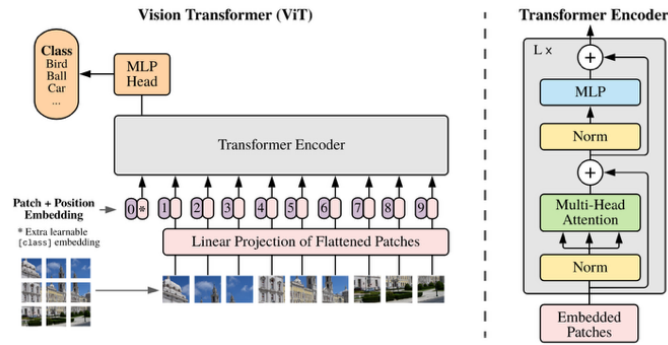 Vision Transformer (ViT)
Class
Bird
Ball
Car
...
MLP
Head
Transformer Encoder
Patch + Position
Embedding
0 * 1 2 3 4 5 6 7 8 9
* Extra learnable
[class] embedding
Linear Projection of Flattened Patches
Transformer Encoder
L x
+
MLP
Norm
+
Multi-Head
Attention
Norm
Embedded
Patches